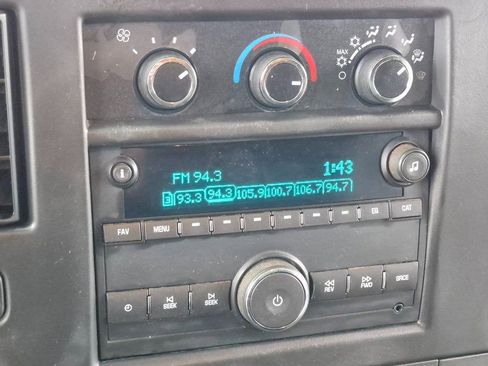 MAX
FM 94.3 1:43
3 93.3 94.3 105.9 100.7 106.7 94.7
FAV MENU EQ CAT
SEEK SEEK REV FWD SRCE